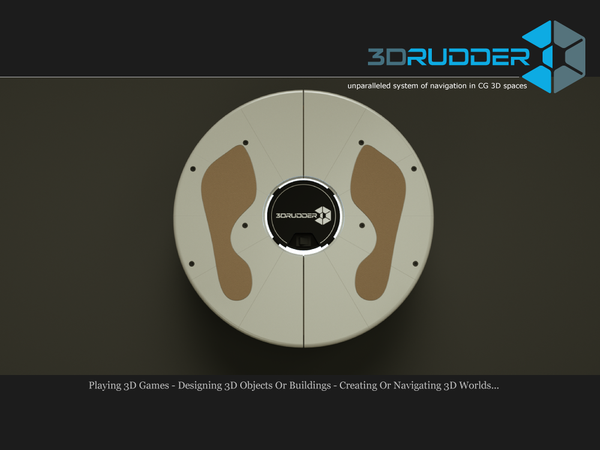 3DRUDDER
unparalleled system of navigation in CG 3D spaces
3DRUDDER
Playing 3D Games - Designing 3D Objects Or Buildings - Creating Or Navigating 3D Worlds...